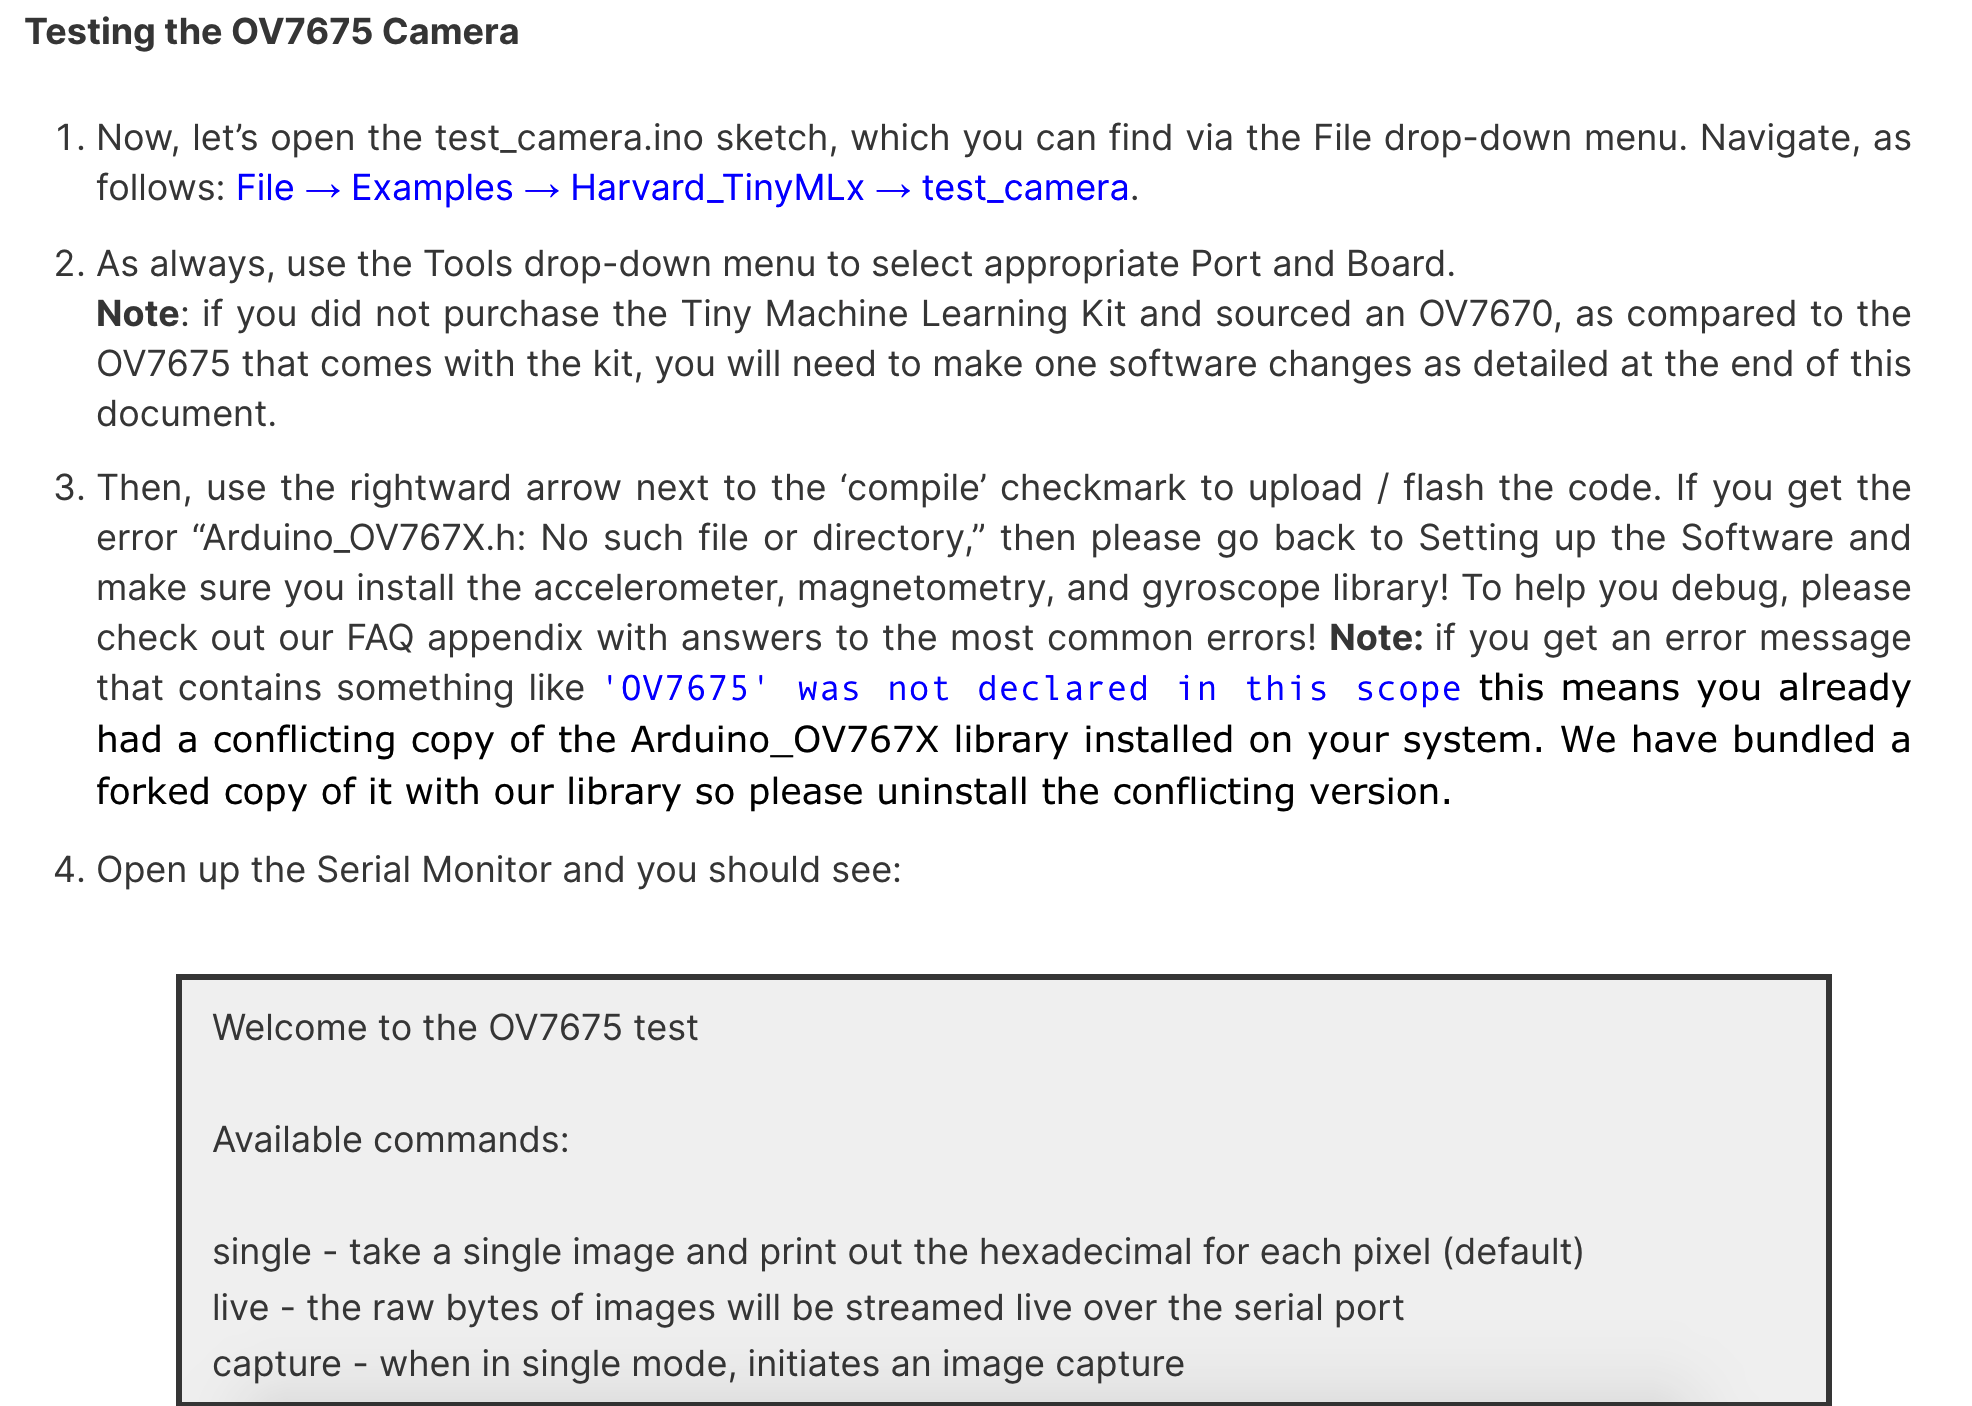 Testing the OV7675 Camera
1. Now, let’s open the test_camera.ino sketch, which you can find via the File drop-down menu. Navigate, as
follows: File → Examples → Harvard_TinyMLx → test_camera.
2. As always, use the Tools drop-down menu to select appropriate Port and Board.
Note: if you did not purchase the Tiny Machine Learning Kit and sourced an OV7670, as compared to the
OV7675 that comes with the kit, you will need to make one software changes as detailed at the end of this
document.
3. Then, use the rightward arrow next to the ‘compile’ checkmark to upload / flash the code. If you get the
error “Arduino_OV767X.h: No such file or directory,” then please go back to Setting up the Software and
make sure you install the accelerometer, magnetometry, and gyroscope library! To help you debug, please
check out our FAQ appendix with answers to the most common errors! Note: if you get an error message
that contains something like 'OV7675' was not declared in this scope this means you already
had a conflicting copy of the Arduino_OV767X library installed on your system. We have bundled a
forked copy of it with our library so please uninstall the conflicting version.
4. Open up the Serial Monitor and you should see:
Welcome to the OV7675 test
Available commands:
single - take a single image and print out the hexadecimal for each pixel (default)
live - the raw bytes of images will be streamed live over the serial port
capture - when in single mode, initiates an image capture